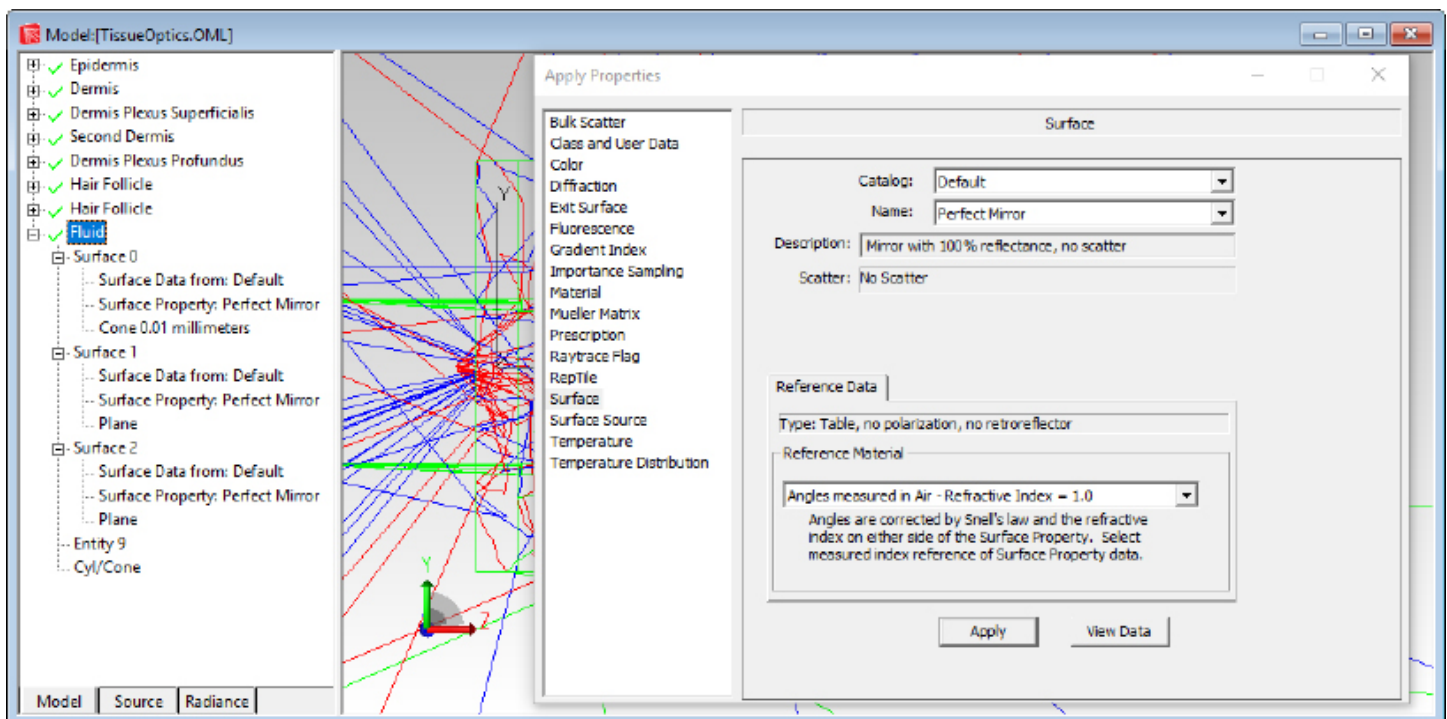 Model:[TissueOptics.OML]
Epidermis
Dermis
Dermis Plexus Superficialis
Second Dermis
Dermis Plexus Profundus
Hair Follicle
Hair Follicle
Fluid
Surface 0
Surface Data from: Default
Surface Property: Perfect Mirror
Cone 0.01 millimeters
Surface 1
Surface Data from: Default
Surface Property: Perfect Mirror
Plane
Surface 2
Surface Data from: Default
Surface Property: Perfect Mirror
Plane
Entity 9
Cyl/Cone
Model Source Radiance
Y
Y
Z
Apply Properties
Bulk Scatter
Class and User Data
Color
Diffraction
Exit Surface
Fluorescence
Gradient Index
Importance Sampling
Material
Mueller Matrix
Prescription
Raytrace Flag
RepTile
Surface
Surface Source
Temperature
Temperature Distribution
Surface
Catalog: Default
Name: Perfect Mirror
Description: Mirror with 100% reflectance, no scatter
Scatter: No Scatter
Reference Data
Type: Table, no polarization, no retroreflector
Reference Material
Angles measured in Air - Refractive Index = 1.0
Angles are corrected by Snell's law and the refractive
index on either side of the Surface Property. Select
measured index reference of Surface Property data.
Apply View Data